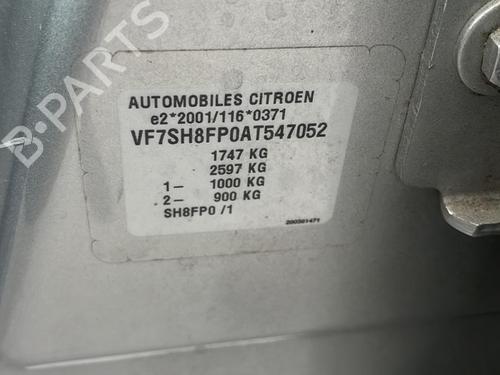 B-PARTS
AUTOMOBILES CITROEN
e2*2001/116*0371
VF7SH8FP0AT547052
1747 KG
2597 KG
1- 1000 KG
2- 900 KG
SH8FP0 /1